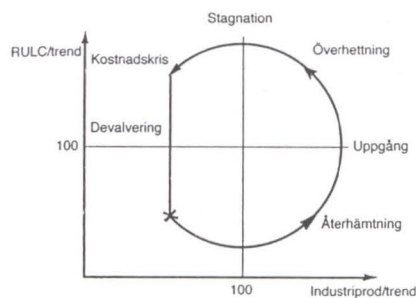 Stagnation
RULC/trend
Kostnadskris
Överhettning
Devalvering
100
Uppgång
Återhämtning
100
Industriprod/trend